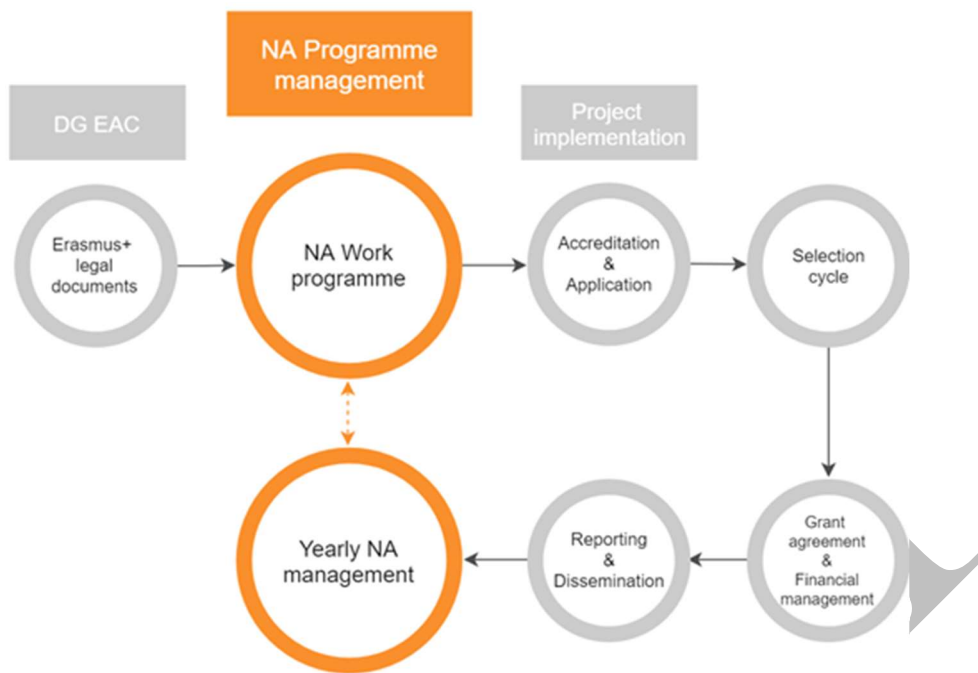 NA Programme
management
DG EAC
Project
implementation
Erasmus+
legal
documents
NA Work
programme
Accreditation
&
Application
Selection
cycle
Yearly NA
management
Reporting
&
Dissemination
Grant
agreement
&
Financial
management